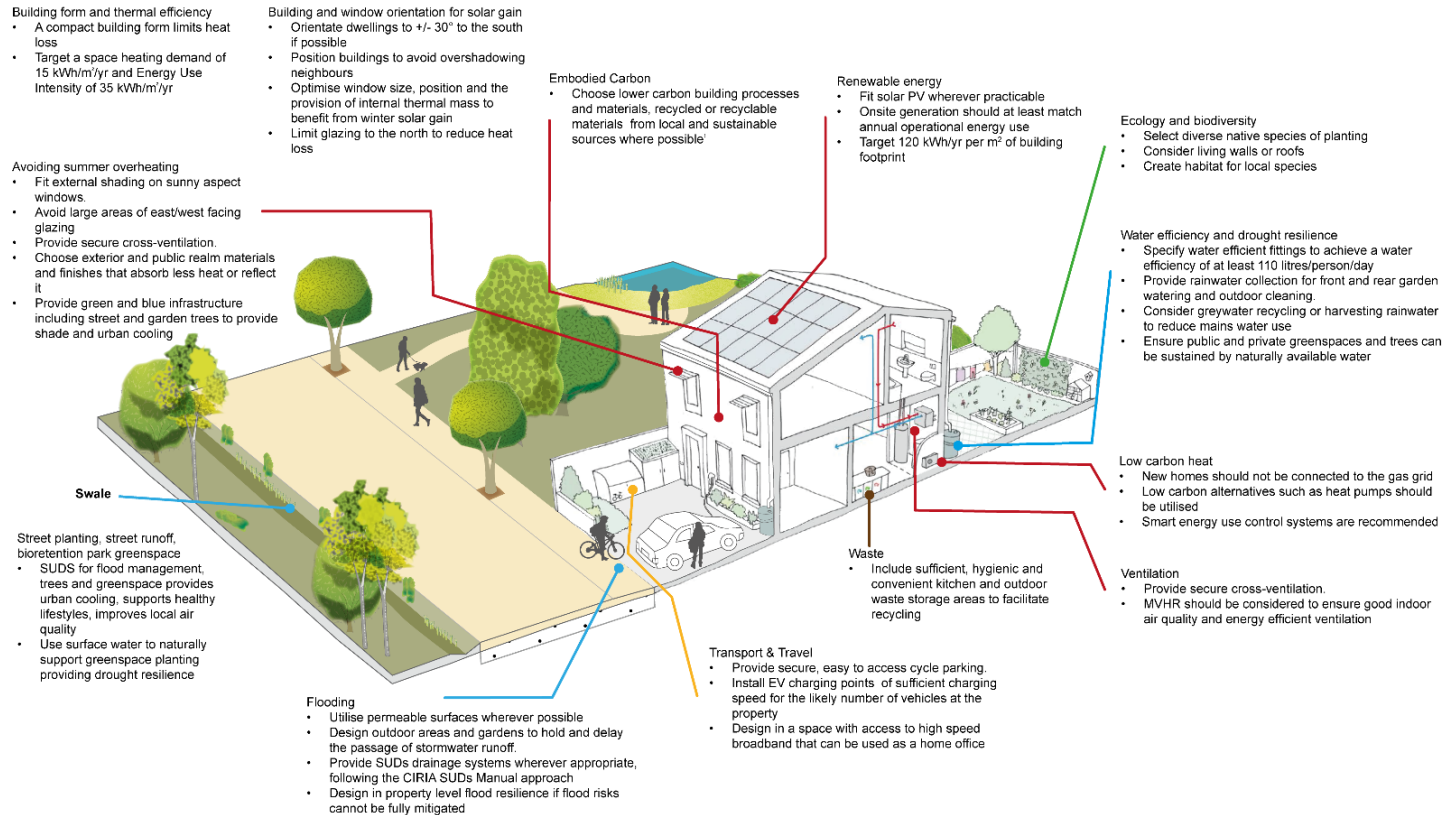 Building form and thermal efficiency
• A compact building form limits heat
loss
• Target a space heating demand of
15 kWh/m²/yr and Energy Use
Intensity of 35 kWh/m²/yr
Building and window orientation for solar gain
• Orientate dwellings to +/- 30° to the south
if possible
• Position buildings to avoid overshadowing
neighbours
• Optimise window size, position and the
provision of internal thermal mass to
benefit from winter solar gain
• Limit glazing to the north to reduce heat
loss
Embodied Carbon
• Choose lower carbon building processes
and materials, recycled or recyclable
materials from local and sustainable
sources where possible
Renewable energy
• Fit solar PV wherever practicable
• Onsite generation should at least match
annual operational energy use
• Target 120 kWh/yr per m² of building
footprint
Ecology and biodiversity
• Select diverse native species of planting
• Consider living walls or roofs
• Create habitat for local species
Avoiding summer overheating
• Fit external shading on sunny aspect
windows.
• Avoid large areas of east/west facing
glazing
• Provide secure cross-ventilation.
• Choose exterior and public realm materials
and finishes that absorb less heat or reflect
it
• Provide green and blue infrastructure
including street and garden trees to provide
shade and urban cooling
Water efficiency and drought resilience
• Specify water efficient fittings to achieve a water
efficiency of at least 110 litres/person/day
• Provide rainwater collection for front and rear garden
watering and outdoor cleaning.
• Consider greywater recycling or harvesting rainwater
to reduce mains water use
• Ensure public and private greenspaces and trees can
be sustained by naturally available water
Low carbon heat
• New homes should not be connected to the gas grid
• Low carbon alternatives such as heat pumps should
be utilised
• Smart energy use control systems are recommended
Swale
Street planting, street runoff,
bioretention park greenspace
• SUDS for flood management,
trees and greenspace provides
urban cooling, supports healthy
lifestyles, improves local air
quality
• Use surface water to naturally
support greenspace planting
providing drought resilience
Waste
• Include sufficient, hygienic and
convenient kitchen and outdoor
waste storage areas to facilitate
recycling
Ventilation
• Provide secure cross-ventilation.
• MVHR should be considered to ensure good indoor
air quality and energy efficient ventilation
Transport & Travel
• Provide secure, easy to access cycle parking.
• Install EV charging points of sufficient charging
speed for the likely number of vehicles at the
property
• Design in a space with access to high speed
broadband that can be used as a home office
Flooding
• Utilise permeable surfaces wherever possible
• Design outdoor areas and gardens to hold and delay
the passage of stormwater runoff.
• Provide SUDs drainage systems wherever appropriate,
following the CIRIA SUDs Manual approach
• Design in property level flood resilience if flood risks
cannot be fully mitigated